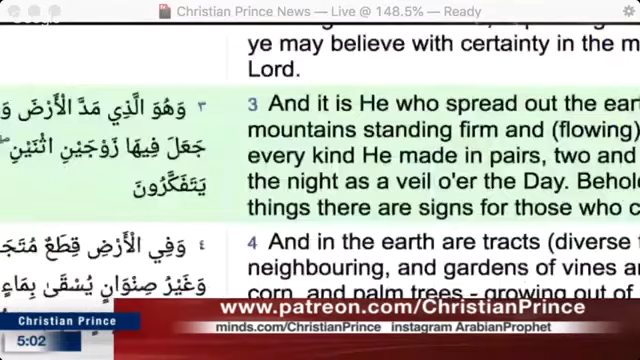 Christian Prince News — Live @ 148.5% — Ready
ye may believe with certainty in the m
Lord.
٣ وَهُوَ الَّذِي مَدَّ الْأَرْضَ وَ
جَعَلَ فِيهَا زَوْجَيْنِ اثْنَيْنِ ۖ
يَتَفَكَّرُونَ
3 And it is He who spread out the ear
mountains standing firm and (flowing)
every kind He made in pairs, two and
the night as a veil o'er the Day. Behol
things there are signs for those who c
٤ وَفِي الْأَرْضِ قِطَعٌ مُتَجَ
وَغَيْرُ صِنْوَانٍ يُسْقَىٰ بِمَاءٍ
4 And in the earth are tracts (diverse
neighbouring, and gardens of vines a
corn, and palm trees - growing out of
www.patreon.com/ChristianPrince
minds.com/ChristianPrince instagram ArabianProphet
Christian Prince
5:02